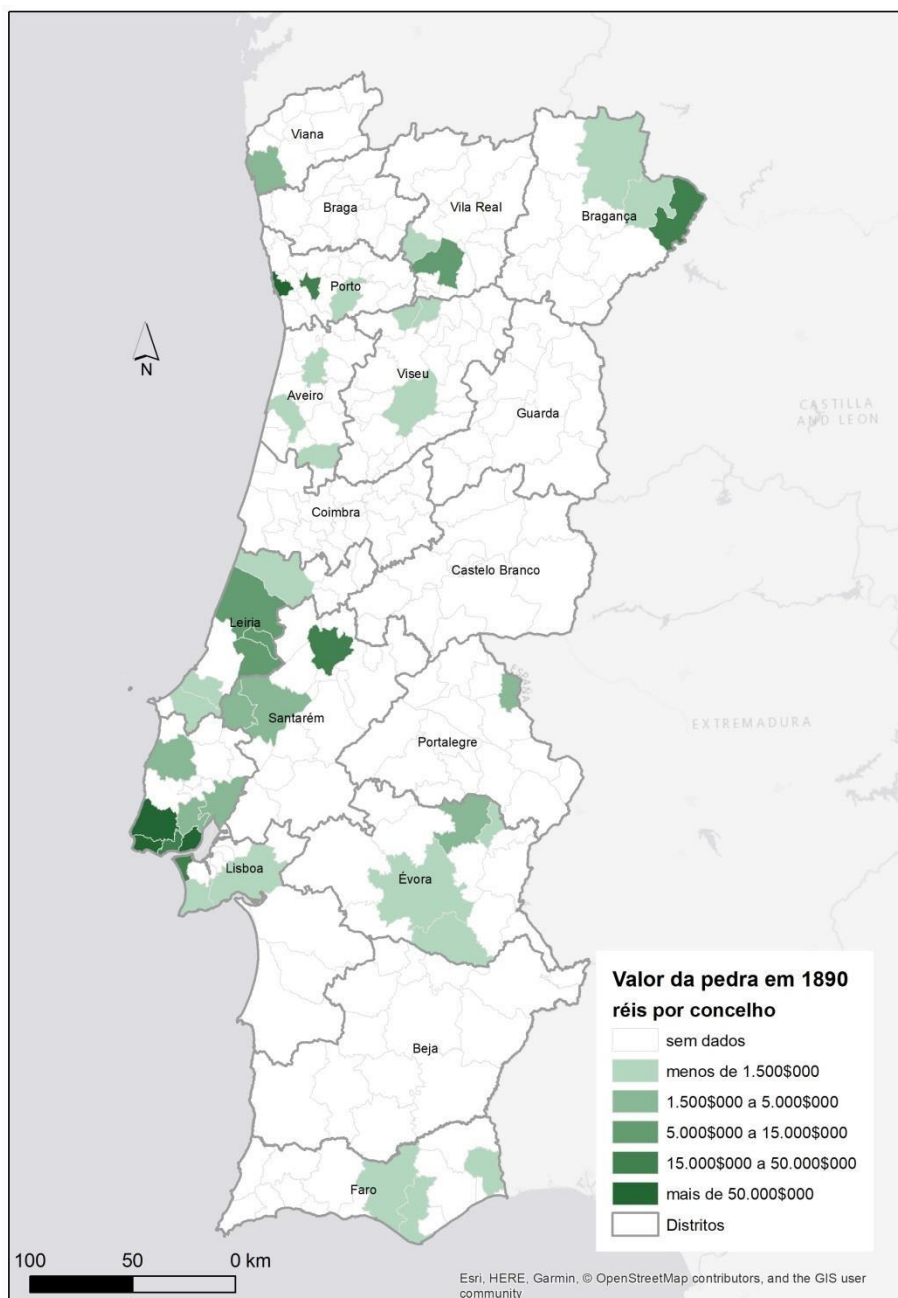 Viana
Braga
Vila Real
Bragança
Porto
N
Aveiro
Viseu
Guarda
CASTILLA
AND LEON
Coimbra
Castelo Branco
Leiria
ESPAÑA
Santarém
EXTREMADURA
Portalegre
Lisboa
Évora
Beja
Faro
Valor da pedra em 1890
réis por concelho
sem dados
menos de 1.500$000
1.500$000 a 5.000$000
5.000$000 a 15.000$000
15.000$000 a 50.000$000
mais de 50.000$000
Distritos
100 50 0 km
Esri, HERE, Garmin, © OpenStreetMap contributors, and the GIS user
community